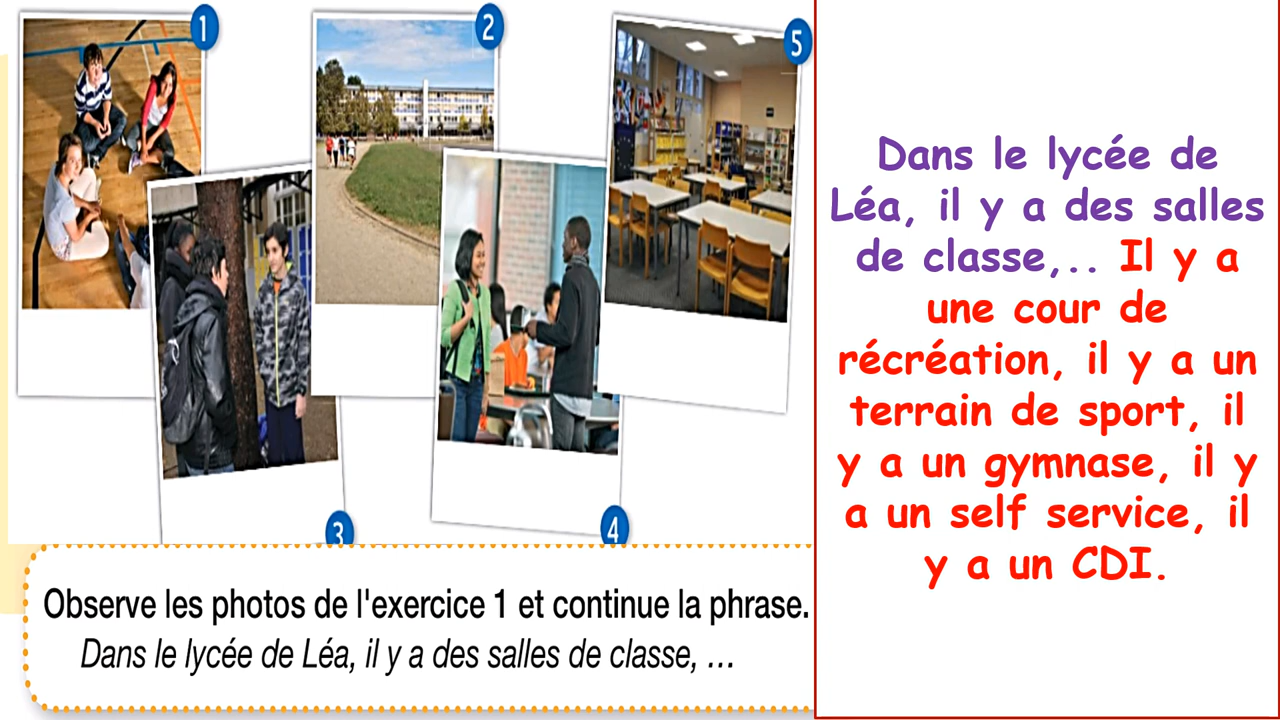 1
2
5
3
4
Observe les photos de l'exercice 1 et continue la phrase.
Dans le lycée de Léa, il y a des salles de classe, ...
Dans le lycée de
Léa, il y a des salles
de classe,.. Il y a
une cour de
récréation, il y a un
terrain de sport, il
y a un gymnase, il y
a un self service, il
y a un CDI.